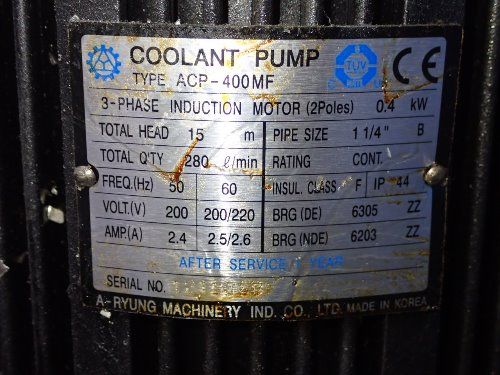 COOLANT PUMP
TÜV CE
TYPE ACP-400MF
3-PHASE INDUCTION MOTOR (2Poles) 0.4 kW
TOTAL HEAD 15 m PIPE SIZE 1 1/4" B
TOTAL Q'TY 280 ℓ/min RATING CONT.
FREQ.(Hz) 50 60 INSUL. CLASS F IP 44
VOLT.(V) 200 200/220 BRG (DE) 6305 ZZ
AMP.(A) 2.4 2.5/2.6 BRG (NDE) 6203 ZZ
AFTER SERVICE 1 YEAR
SERIAL NO.
A-RYUNG MACHINERY IND. CO., LTD. MADE IN KOREA